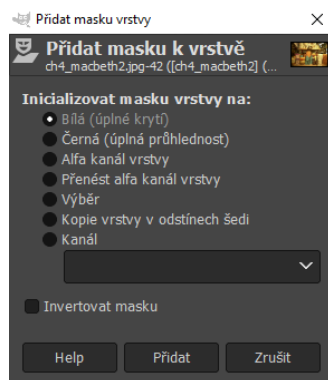 Přidat masku vrstvy
Přidat masku k vrstvě
ch4_macbeth2.jpg-42 ([ch4_macbeth2] (...
Inicializovat masku vrstvy na:
Bílá (úplné krytí)
Černá (úplná průhlednost)
Alfa kanál vrstvy
Přenést alfa kanál vrstvy
Výběr
Kopie vrstvy v odstínech šedi
Kanál
Invertovat masku
Help Přidat Zrušit